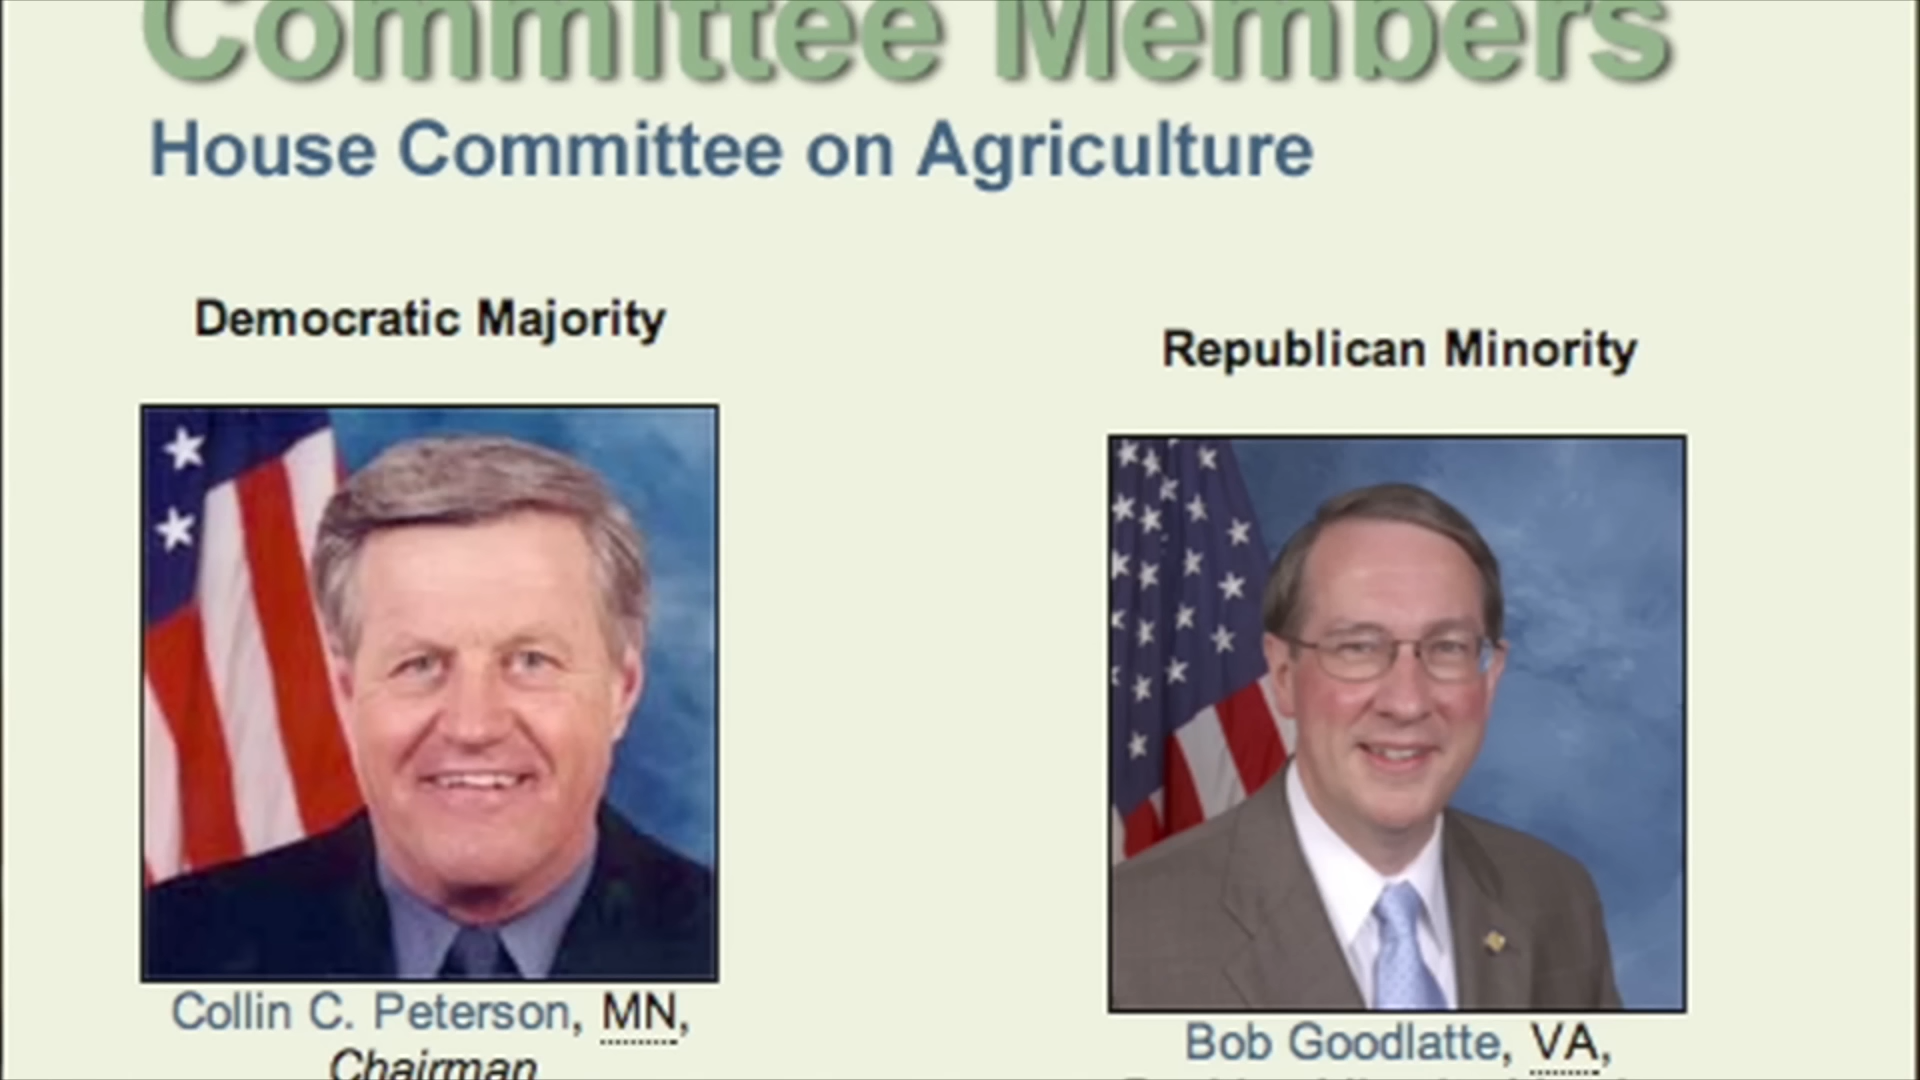 Committee Members
House Committee on Agriculture
Democratic Majority
Republican Minority
Collin C. Peterson, MN,
Chairman
Bob Goodlatte, VA,